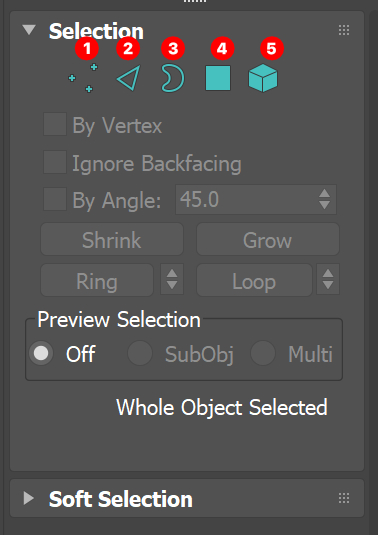 Selection
1 2 3 4 5
By Vertex
Ignore Backfacing
By Angle: 45.0
Shrink Grow
Ring Loop
Preview Selection
Off SubObj Multi
Whole Object Selected
Soft Selection